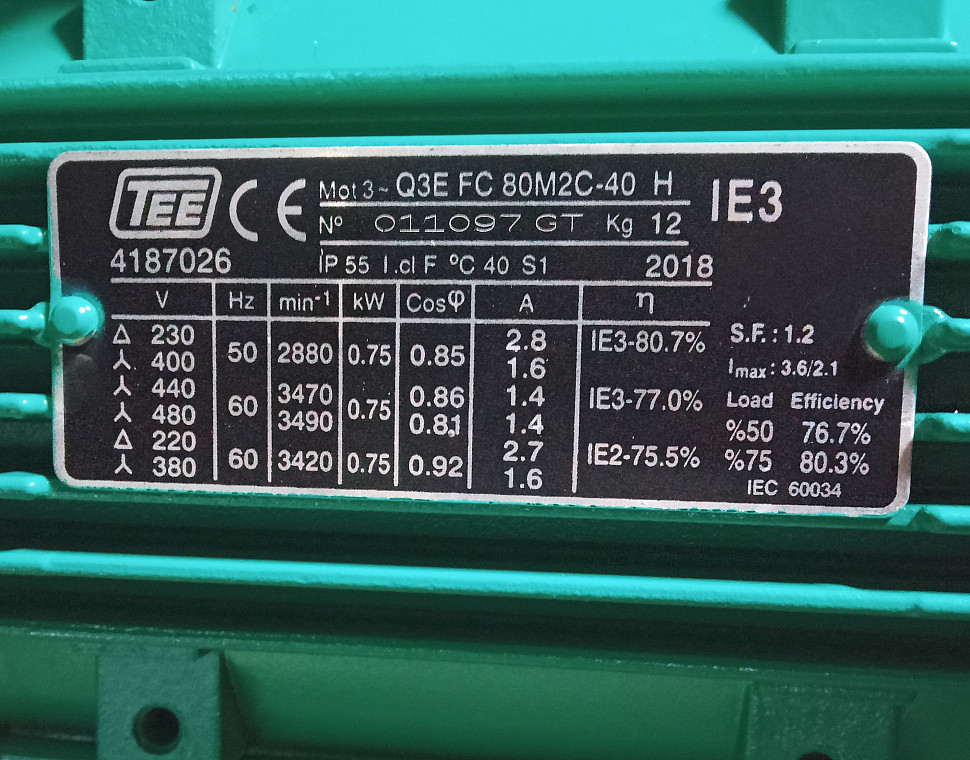 TEE CE Mot 3~ Q3E FC 80M2C-40 H IE3
Nº 011097 GT Kg 12
4187026 IP 55 I.cl F ºC 40 S1 2018
V Hz min⁻¹ kW Cosφ A η
Δ 230 50 2880 0.75 0.85 2.8 IE3-80.7% S.F. : 1.2
⅄ 400 1.6 Imax : 3.6/2.1
⅄ 440 60 3470 0.75 0.86 1.4 IE3-77.0% Load Efficiency
⅄ 480 3490 0.81 1.4 %50 76.7%
Δ 220 60 3420 0.75 0.92 2.7 IE2-75.5% %75 80.3%
⅄ 380 1.6 IEC 60034